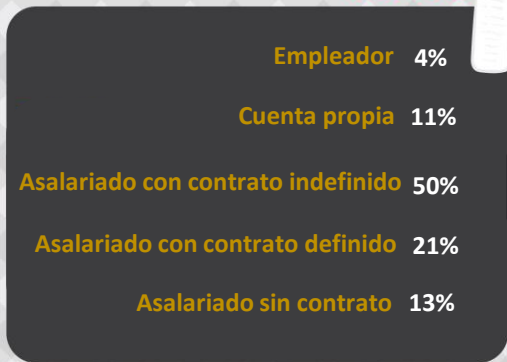 Empleador 4%
Cuenta propia 11%
Asalariado con contrato indefinido 50%
Asalariado con contrato definido 21%
Asalariado sin contrato 13%